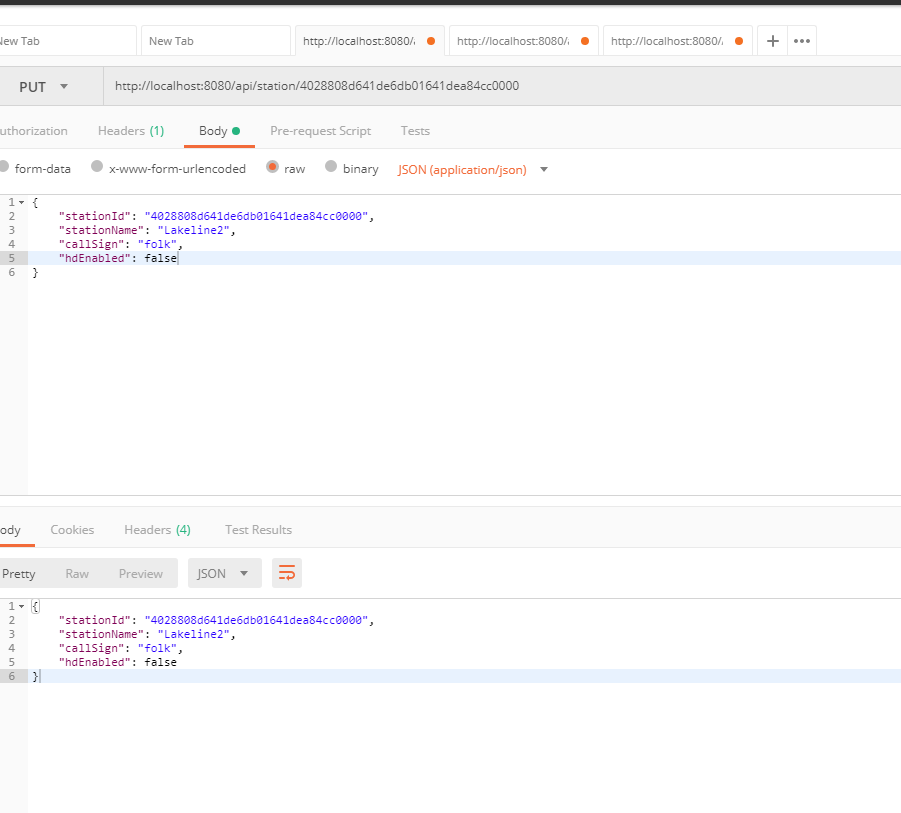 New Tab New Tab http://localhost:8080/ http://localhost:8080/ http://localhost:8080/ + •••
PUT http://localhost:8080/api/station/4028808d641de6db01641dea84cc0000
uthorization Headers (1) Body Pre-request Script Tests
form-data x-www-form-urlencoded raw binary JSON (application/json)
1 {
2 "stationId": "4028808d641de6db01641dea84cc0000",
3 "stationName": "Lakeline2",
4 "callSign": "folk",
5 "hdEnabled": false
6 }
ody Cookies Headers (4) Test Results
Pretty Raw Preview JSON
1 {
2 "stationId": "4028808d641de6db01641dea84cc0000",
3 "stationName": "Lakeline2",
4 "callSign": "folk",
5 "hdEnabled": false
6 }